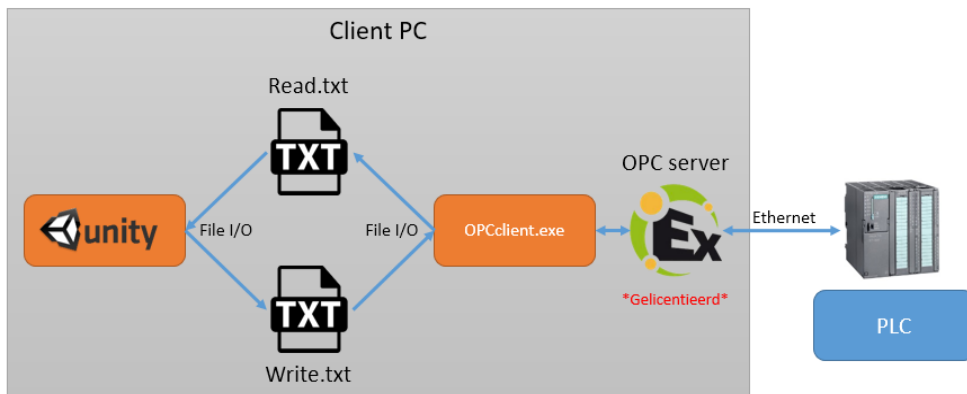 Client PC
Read.txt
TXT
OPC server
unity
File I/O
File I/O
OPCclient.exe
Ex
Ethernet
*Gelicentieerd*
TXT
PLC
Write.txt